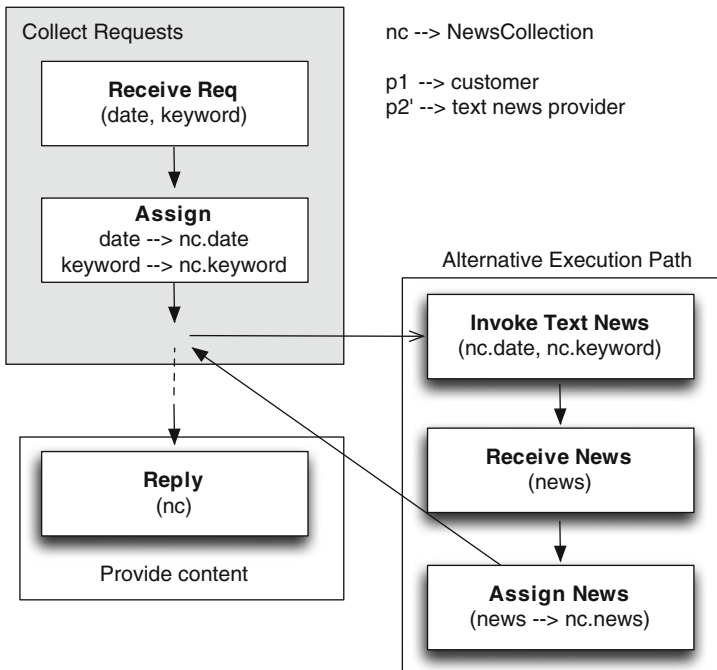 Collect Requests
Receive Req
(date, keyword)
Assign
date --> nc.date
keyword --> nc.keyword
nc --> NewsCollection
p1 --> customer
p2' --> text news provider
Alternative Execution Path
Invoke Text News
(nc.date, nc.keyword)
Receive News
(news)
Assign News
(news --> nc.news)
Reply
(nc)
Provide content